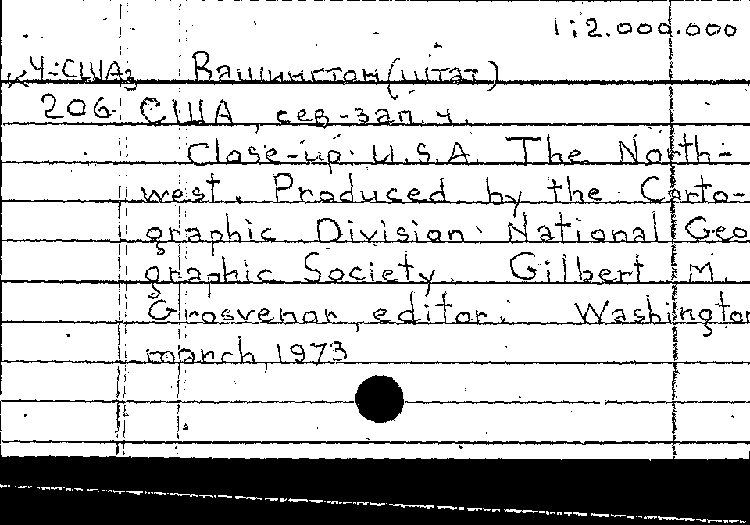 1:2.000.000
Ч-США3 Вашингтон (штат)
206 США, сев-зап. ч.
Close-up: U.S.A. The North-
west. Produced by the Carto-
graphic Division. National Geo
graphic Society. Gilbert M.
Grosvenor, editor. Washington
march, 1973